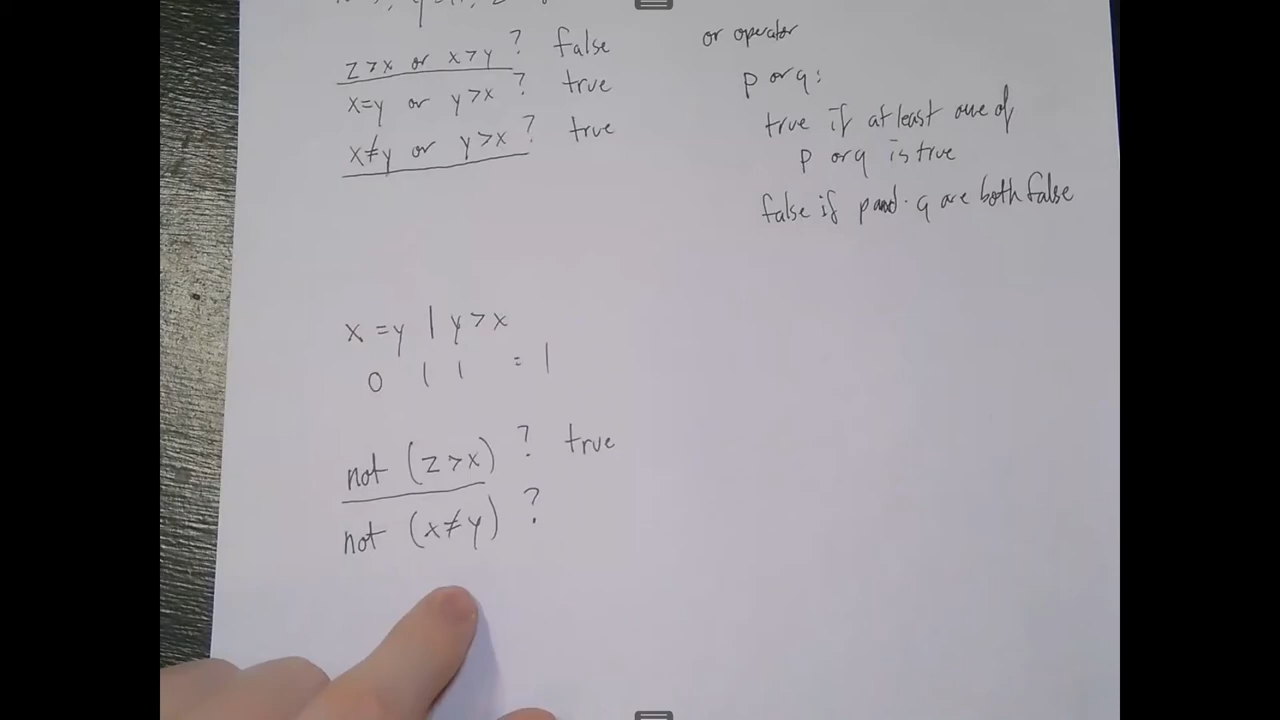 z>x or x>y ? false
x=y or y>x ? true
x≠y or y>x ? true
or operator
p or q:
true if at least one of
p or q is true
false if p and q are both false
x = y | y > x
0 | 1 = 1
not (z>x) ? true
not (x≠y) ?